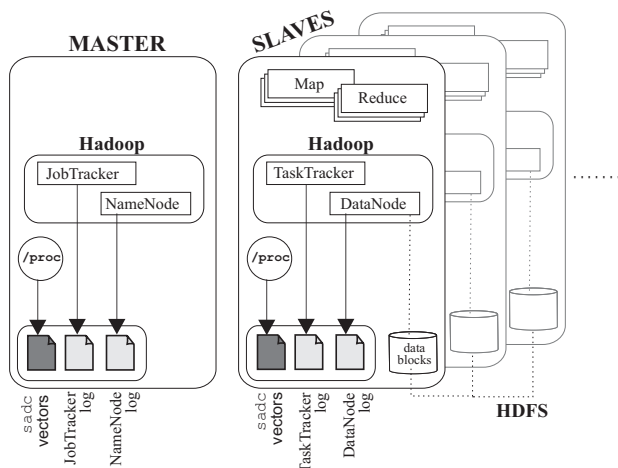 MASTER
SLAVES
Map
Reduce
Hadoop
JobTracker
NameNode
/proc
sadc
vectors
JobTracker
log
NameNode
log
Hadoop
TaskTracker
DataNode
/proc
data
blocks
sadc
vectors
TaskTracker
log
DataNode
log
HDFS